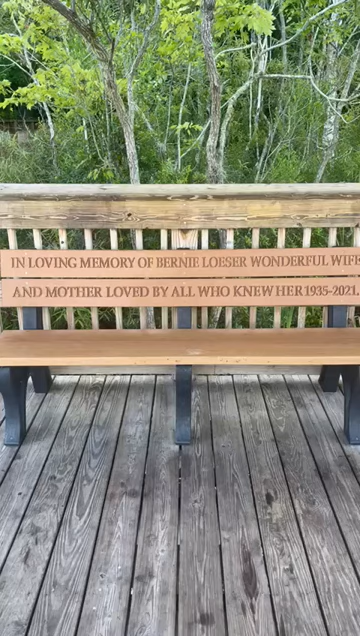 IN LOVING MEMORY OF BERNIE LOESER WONDERFUL WIFE
AND MOTHER LOVED BY ALL WHO KNEW HER 1935-2021.